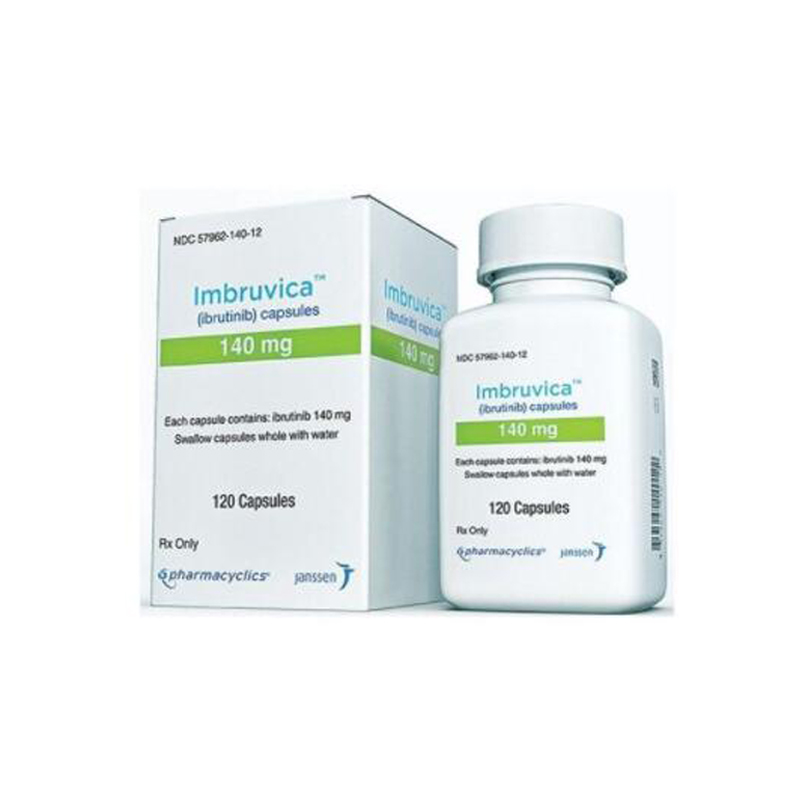 NDC 57962-140-12
Imbruvica™
(ibrutinib) capsules
140 mg
Each capsule contains: ibrutinib 140 mg
Swallow capsules whole with water
120 Capsules
Rx Only
pharmacyclics®
janssen
Imbruvica™
(ibrutinib) capsules
140 mg
NDC 57962-140-12
Imbruvica™
(ibrutinib) capsules
140 mg
Each capsule contains: ibrutinib 140 mg
Swallow capsules whole with water
120 Capsules
Rx Only
pharmacyclics®
janssen